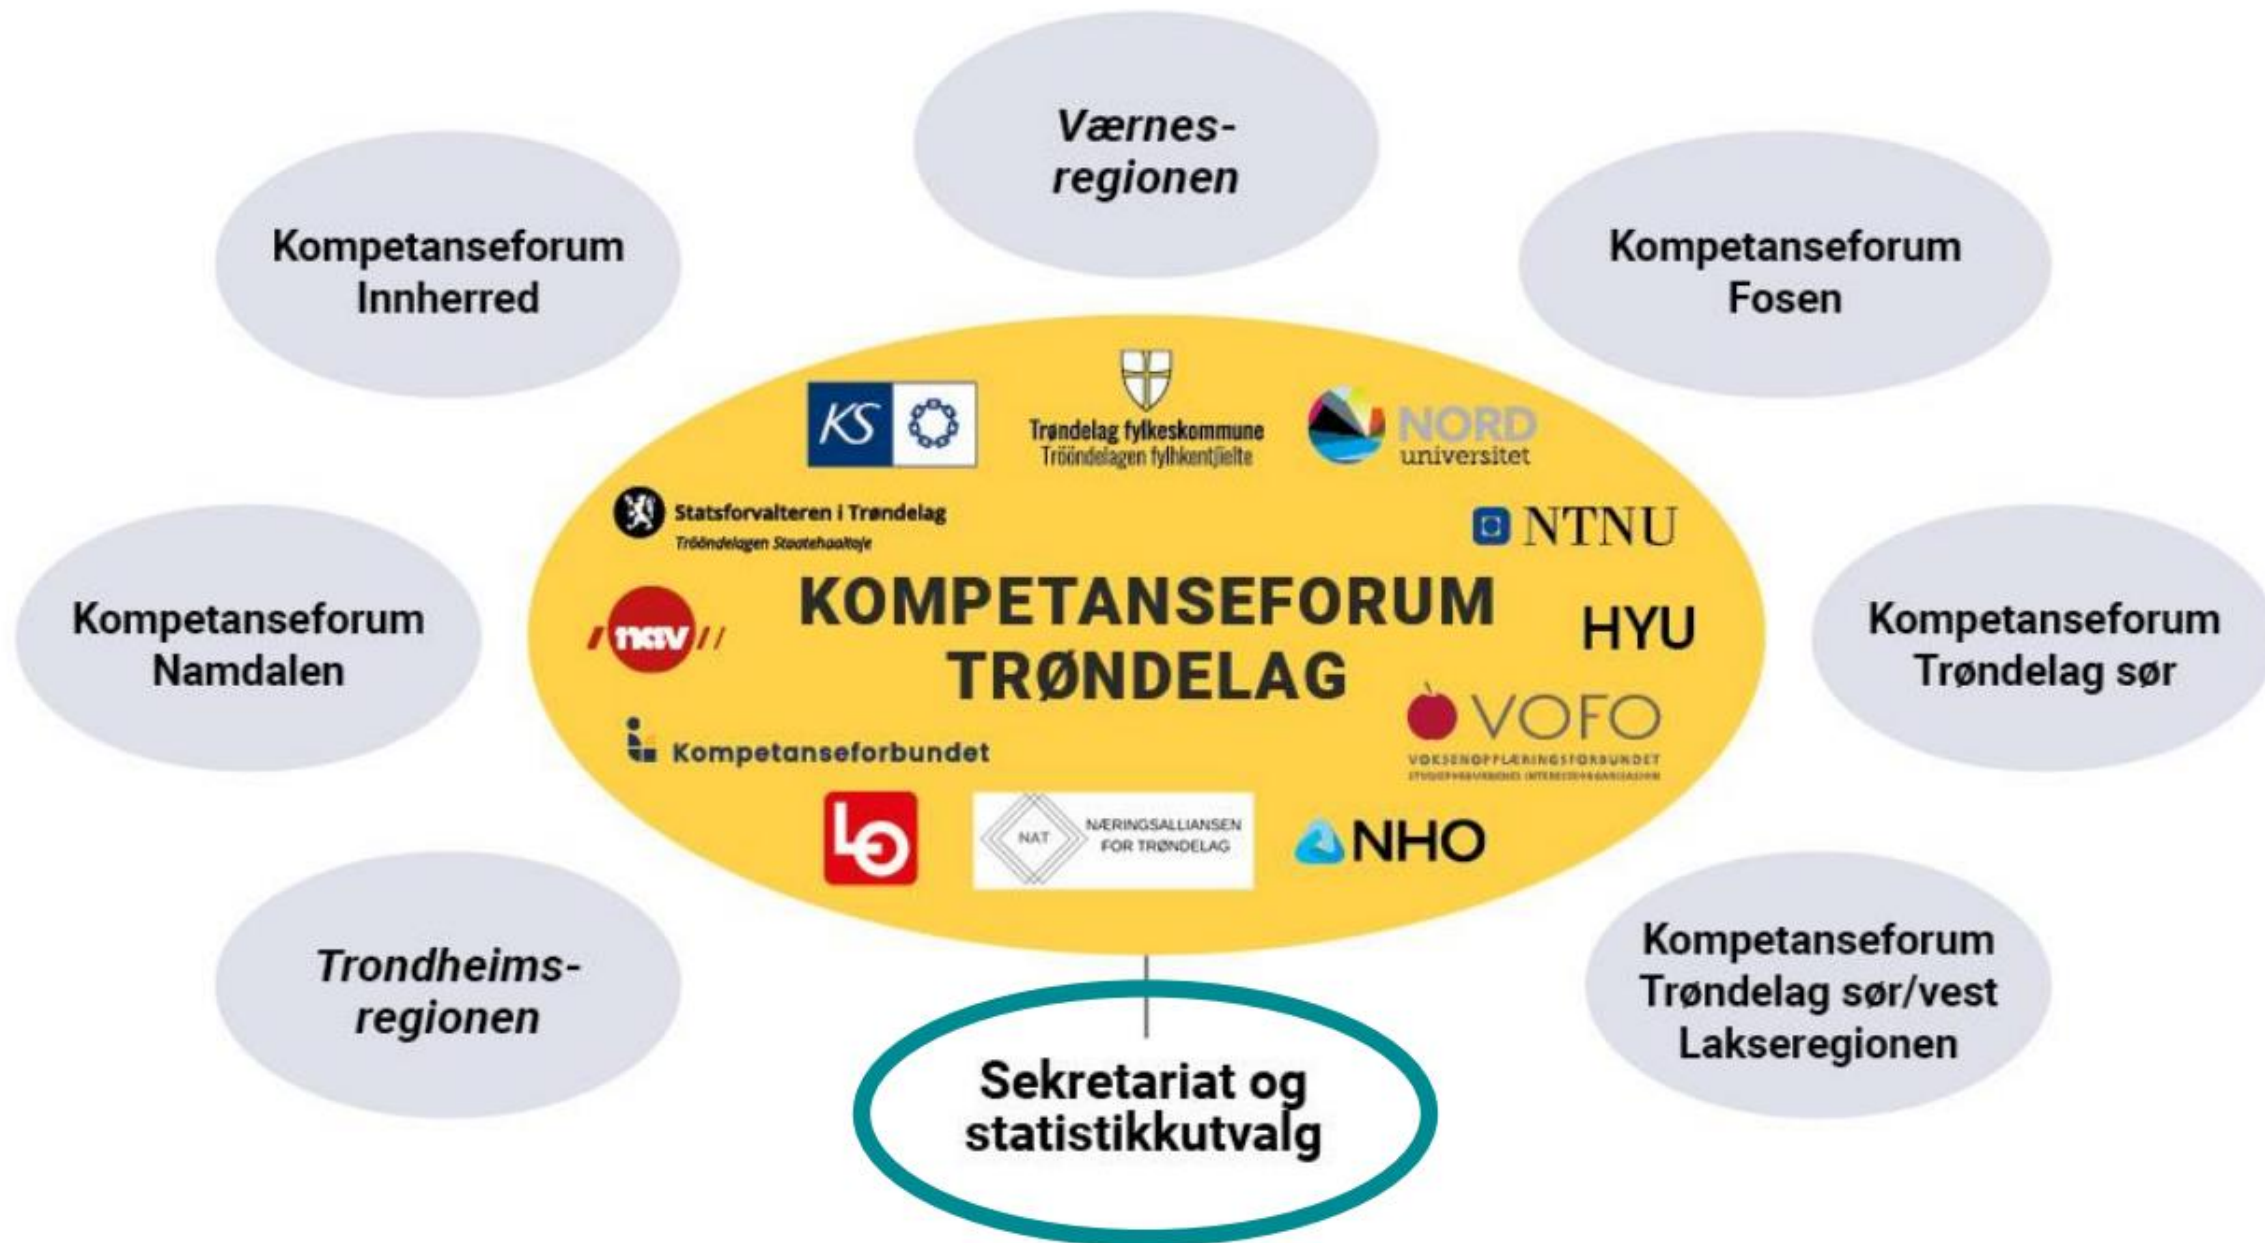 Værnes-
regionen
Kompetanseforum
Innherred
Kompetanseforum
Fosen
KS
Trøndelag fylkeskommune
Trööndelagen fylhkentjïelte
NORD
universitet
Statsforvalteren i Trøndelag
Trööndelagen Staatehaaltoje
NTNU
KOMPETANSEFORUM
TRØNDELAG
nav
HYU
Kompetanseforum
Namdalen
Kompetanseforum
Trøndelag sør
Kompetanseforbundet
VOFO
VOKSENOPPLÆRINGSFORBUNDET
LO
NAT
NÆRINGSALLIANSEN
FOR TRØNDELAG
NHO
Trondheims-
regionen
Kompetanseforum
Trøndelag sør/vest
Lakseregionen
Sekretariat og
statistikkutvalg